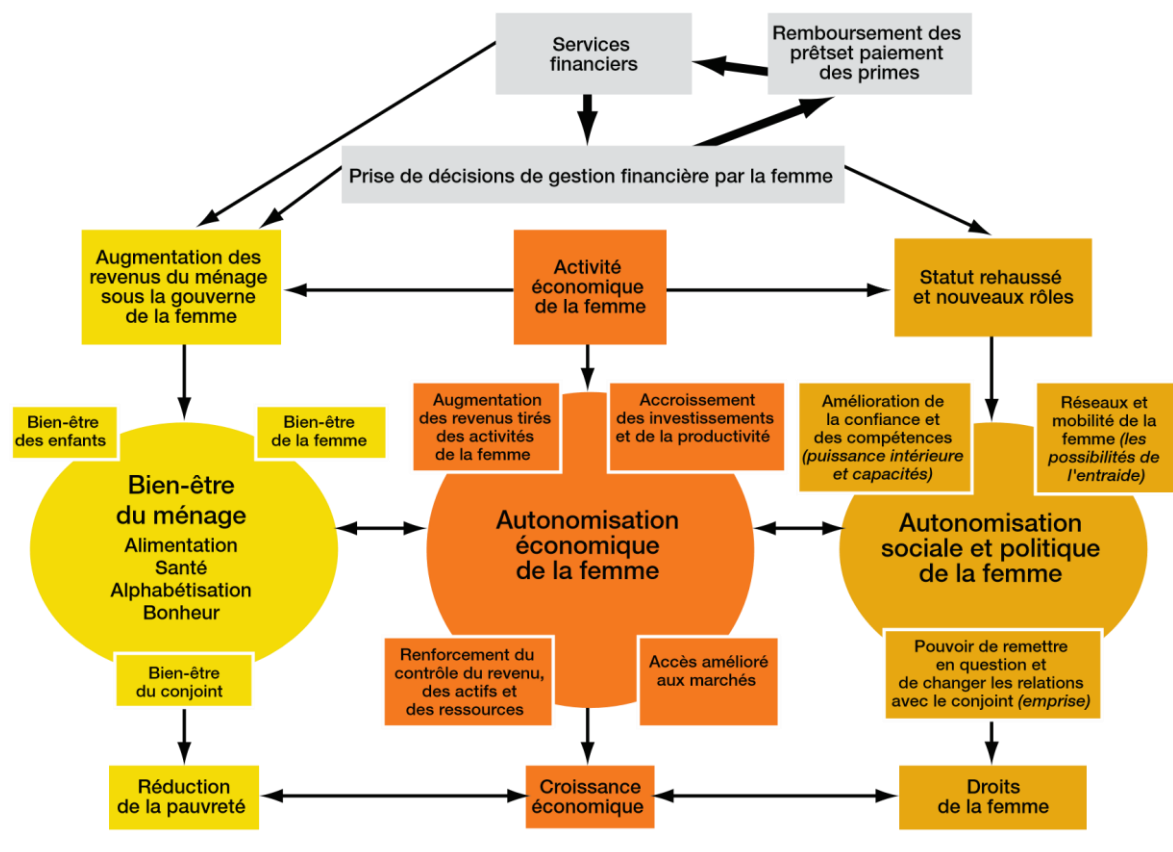 Services
financiers
Remboursement des
prêtset paiement
des primes
Prise de décisions de gestion financière par la femme
Augmentation des
revenus du ménage
sous la gouverne
de la femme
Activité
économique
de la femme
Statut rehaussé
et nouveaux rôles
Bien-être
des enfants
Bien-être
de la femme
Bien-être
du ménage
Alimentation
Santé
Alphabétisation
Bonheur
Bien-être
du conjoint
Augmentation
des revenus tirés
des activités
de la femme
Accroissement
des investissements
et de la productivité
Autonomisation
économique
de la femme
Renforcement du
contrôle du revenu,
des actifs et
des ressources
Accès amélioré
aux marchés
Amélioration de
la confiance et
des compétences
(puissance intérieure
et capacités)
Réseaux et
mobilité de la
femme (les
possibilités de
l'entraide)
Autonomisation
sociale et politique
de la femme
Pouvoir de remettre
en question et
de changer les relations
avec le conjoint (emprise)
Réduction
de la pauvreté
Croissance
économique
Droits
de la femme